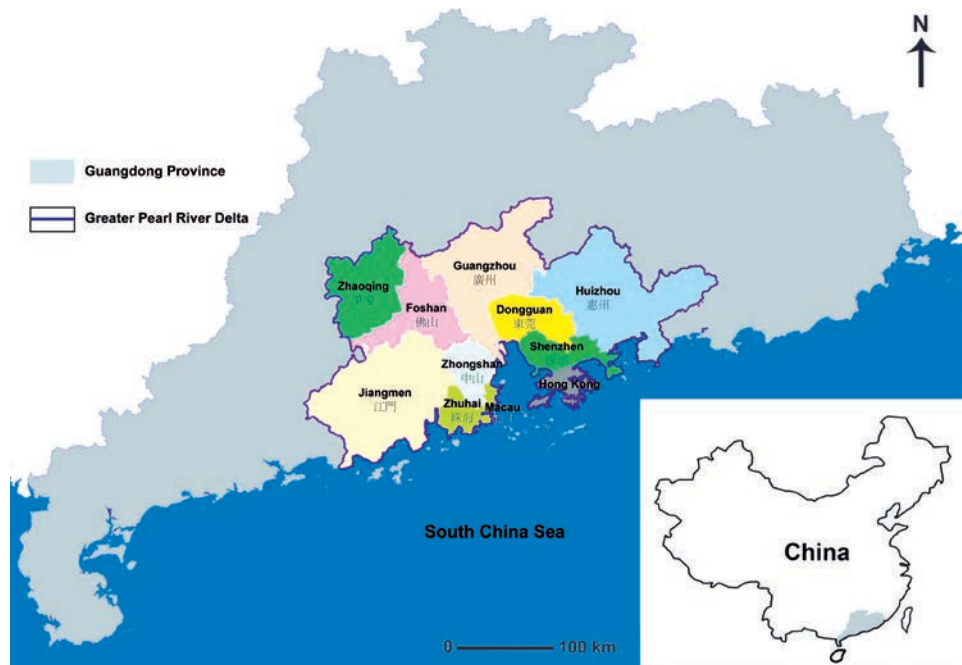 N
Guangdong Province
Greater Pearl River Delta
Guangzhou
廣州
Zhaoqing
Huizhou
惠州
Foshan
佛山
Dongguan
東莞
Shenzhen
Zhongshan
中山
Hong Kong
Jiangmen
江門
Zhuhai
珠海
Macau
South China Sea
China
0
100 km